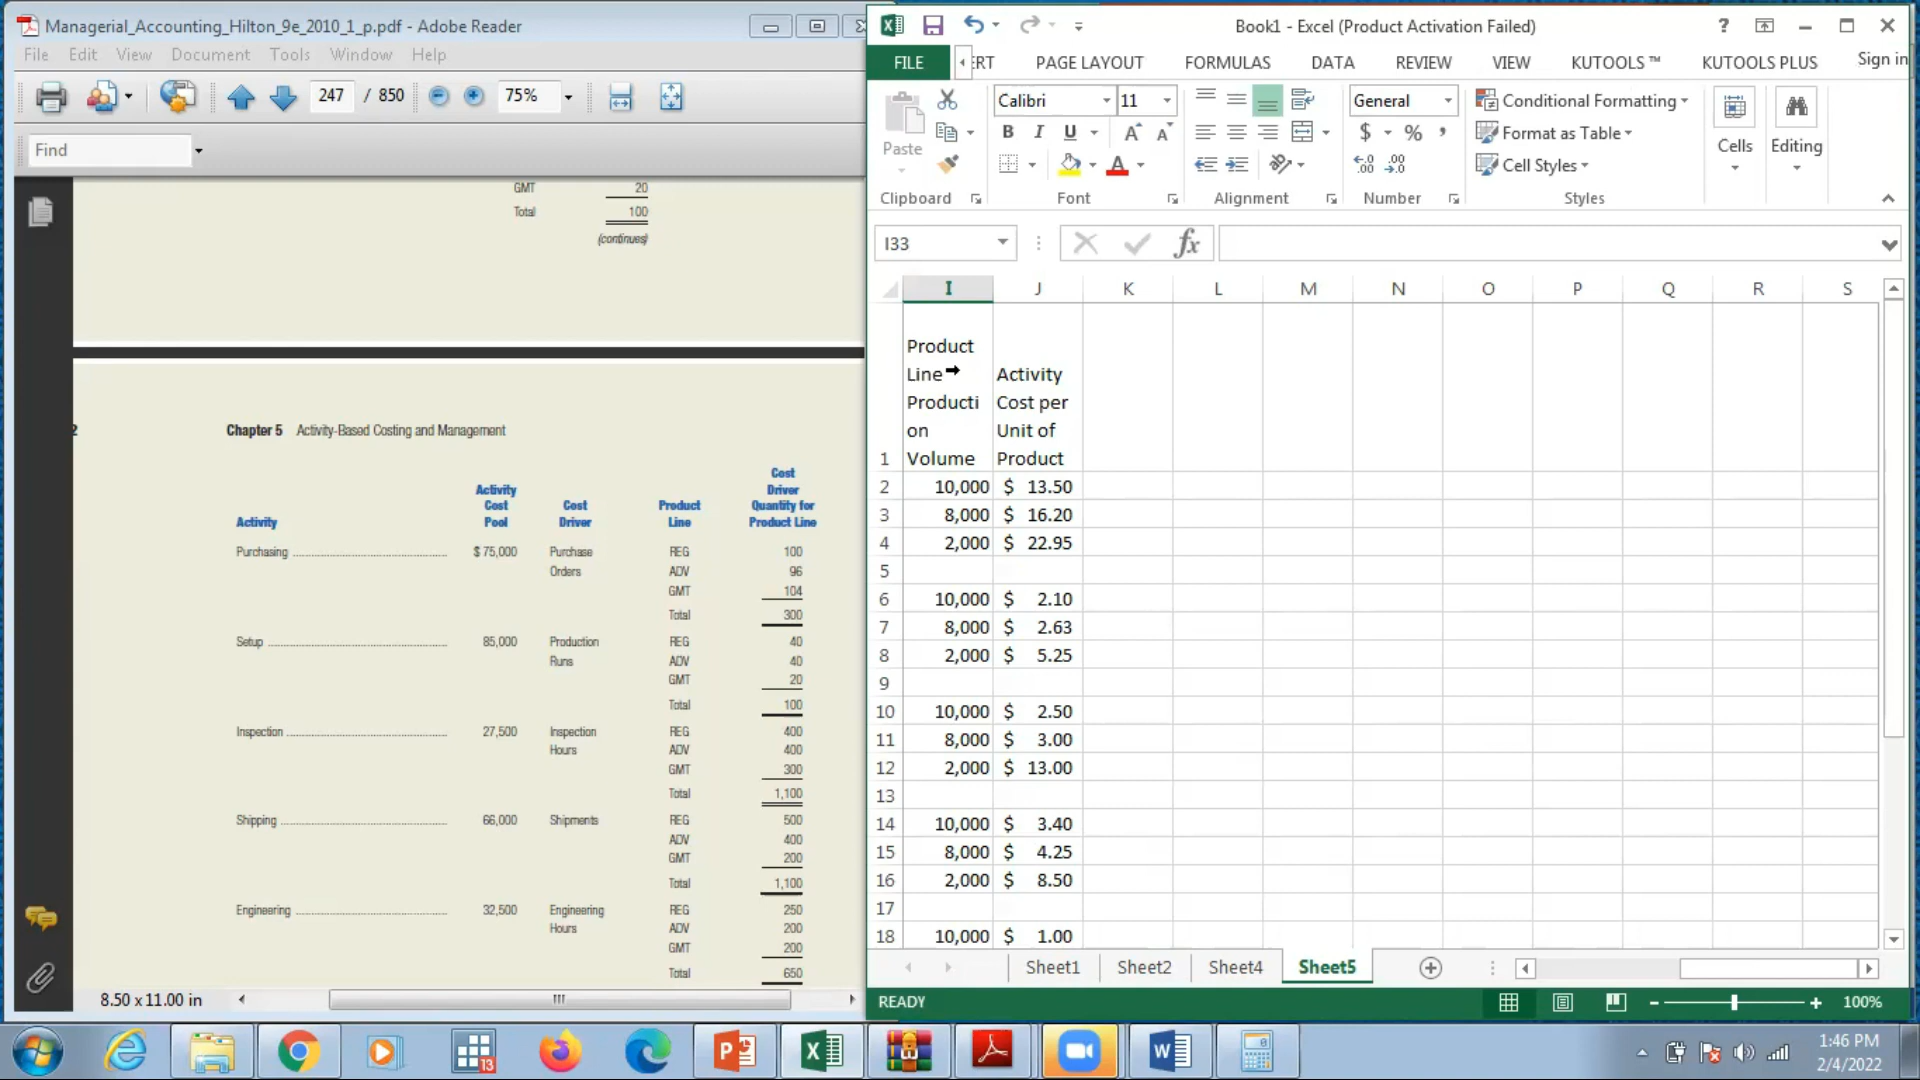 Managerial_Accounting_Hilton_9e_2010_1_p.pdf - Adobe Reader
File Edit View Document Tools Window Help
247 / 850 75%
Find
GMT 20
Total 100
(continues)
2
Chapter 5 Activity-Based Costing and Management
Activity
Activity Cost Pool
Cost Driver
Product Line
Cost Driver Quantity for Product Line
Purchasing $ 75,000 Purchase REG 100
Orders ADV 96
GMT 104
Total 300
Setup 85,000 Production REG 40
Runs ADV 40
GMT 20
Total 100
Inspection 27,500 Inspection REG 400
Hours ADV 400
GMT 300
Total 1,100
Shipping 66,000 Shipments REG 500
ADV 400
GMT 200
Total 1,100
Engineering 32,500 Engineering REG 250
Hours ADV 200
GMT 200
Total 650
8.50 x 11.00 in
Book1 - Excel (Product Activation Failed)
FILE ERT PAGE LAYOUT FORMULAS DATA REVIEW VIEW KUTOOLS ™ KUTOOLS PLUS Sign in
Paste
Clipboard
Calibri 11
B I U A A
A
Font
Alignment
General
$ % ,
Number
Conditional Formatting
Format as Table
Cell Styles
Styles
Cells
Editing
I33 fx
I J K L M N O P Q R S
Product
Line Activity
Producti Cost per
on Unit of
1 Volume Product
2 10,000 $ 13.50
3 8,000 $ 16.20
4 2,000 $ 22.95
5
6 10,000 $ 2.10
7 8,000 $ 2.63
8 2,000 $ 5.25
9
10 10,000 $ 2.50
11 8,000 $ 3.00
12 2,000 $ 13.00
13
14 10,000 $ 3.40
15 8,000 $ 4.25
16 2,000 $ 8.50
17
18 10,000 $ 1.00
Sheet1 Sheet2 Sheet4 Sheet5
READY 100%
13
1:46 PM
2/4/2022